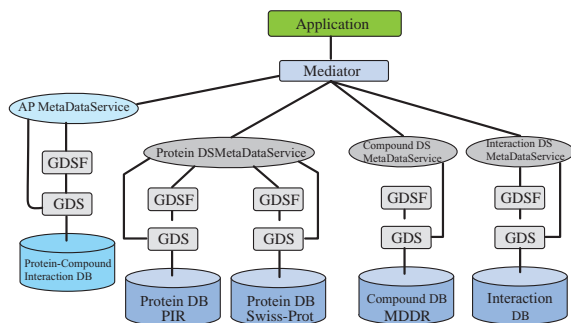 Application
Mediator
AP MetaDataService
Protein DSMetaDataService
Compound DS
MetaDataService
Interaction DS
MetaDataService
GDSF
GDSF
GDSF
GDSF
GDSF
GDS
GDS
GDS
GDS
GDS
Protein-Compound
Interaction DB
Protein DB
PIR
Protein DB
Swiss-Prot
Compound DB
MDDR
Interaction
DB